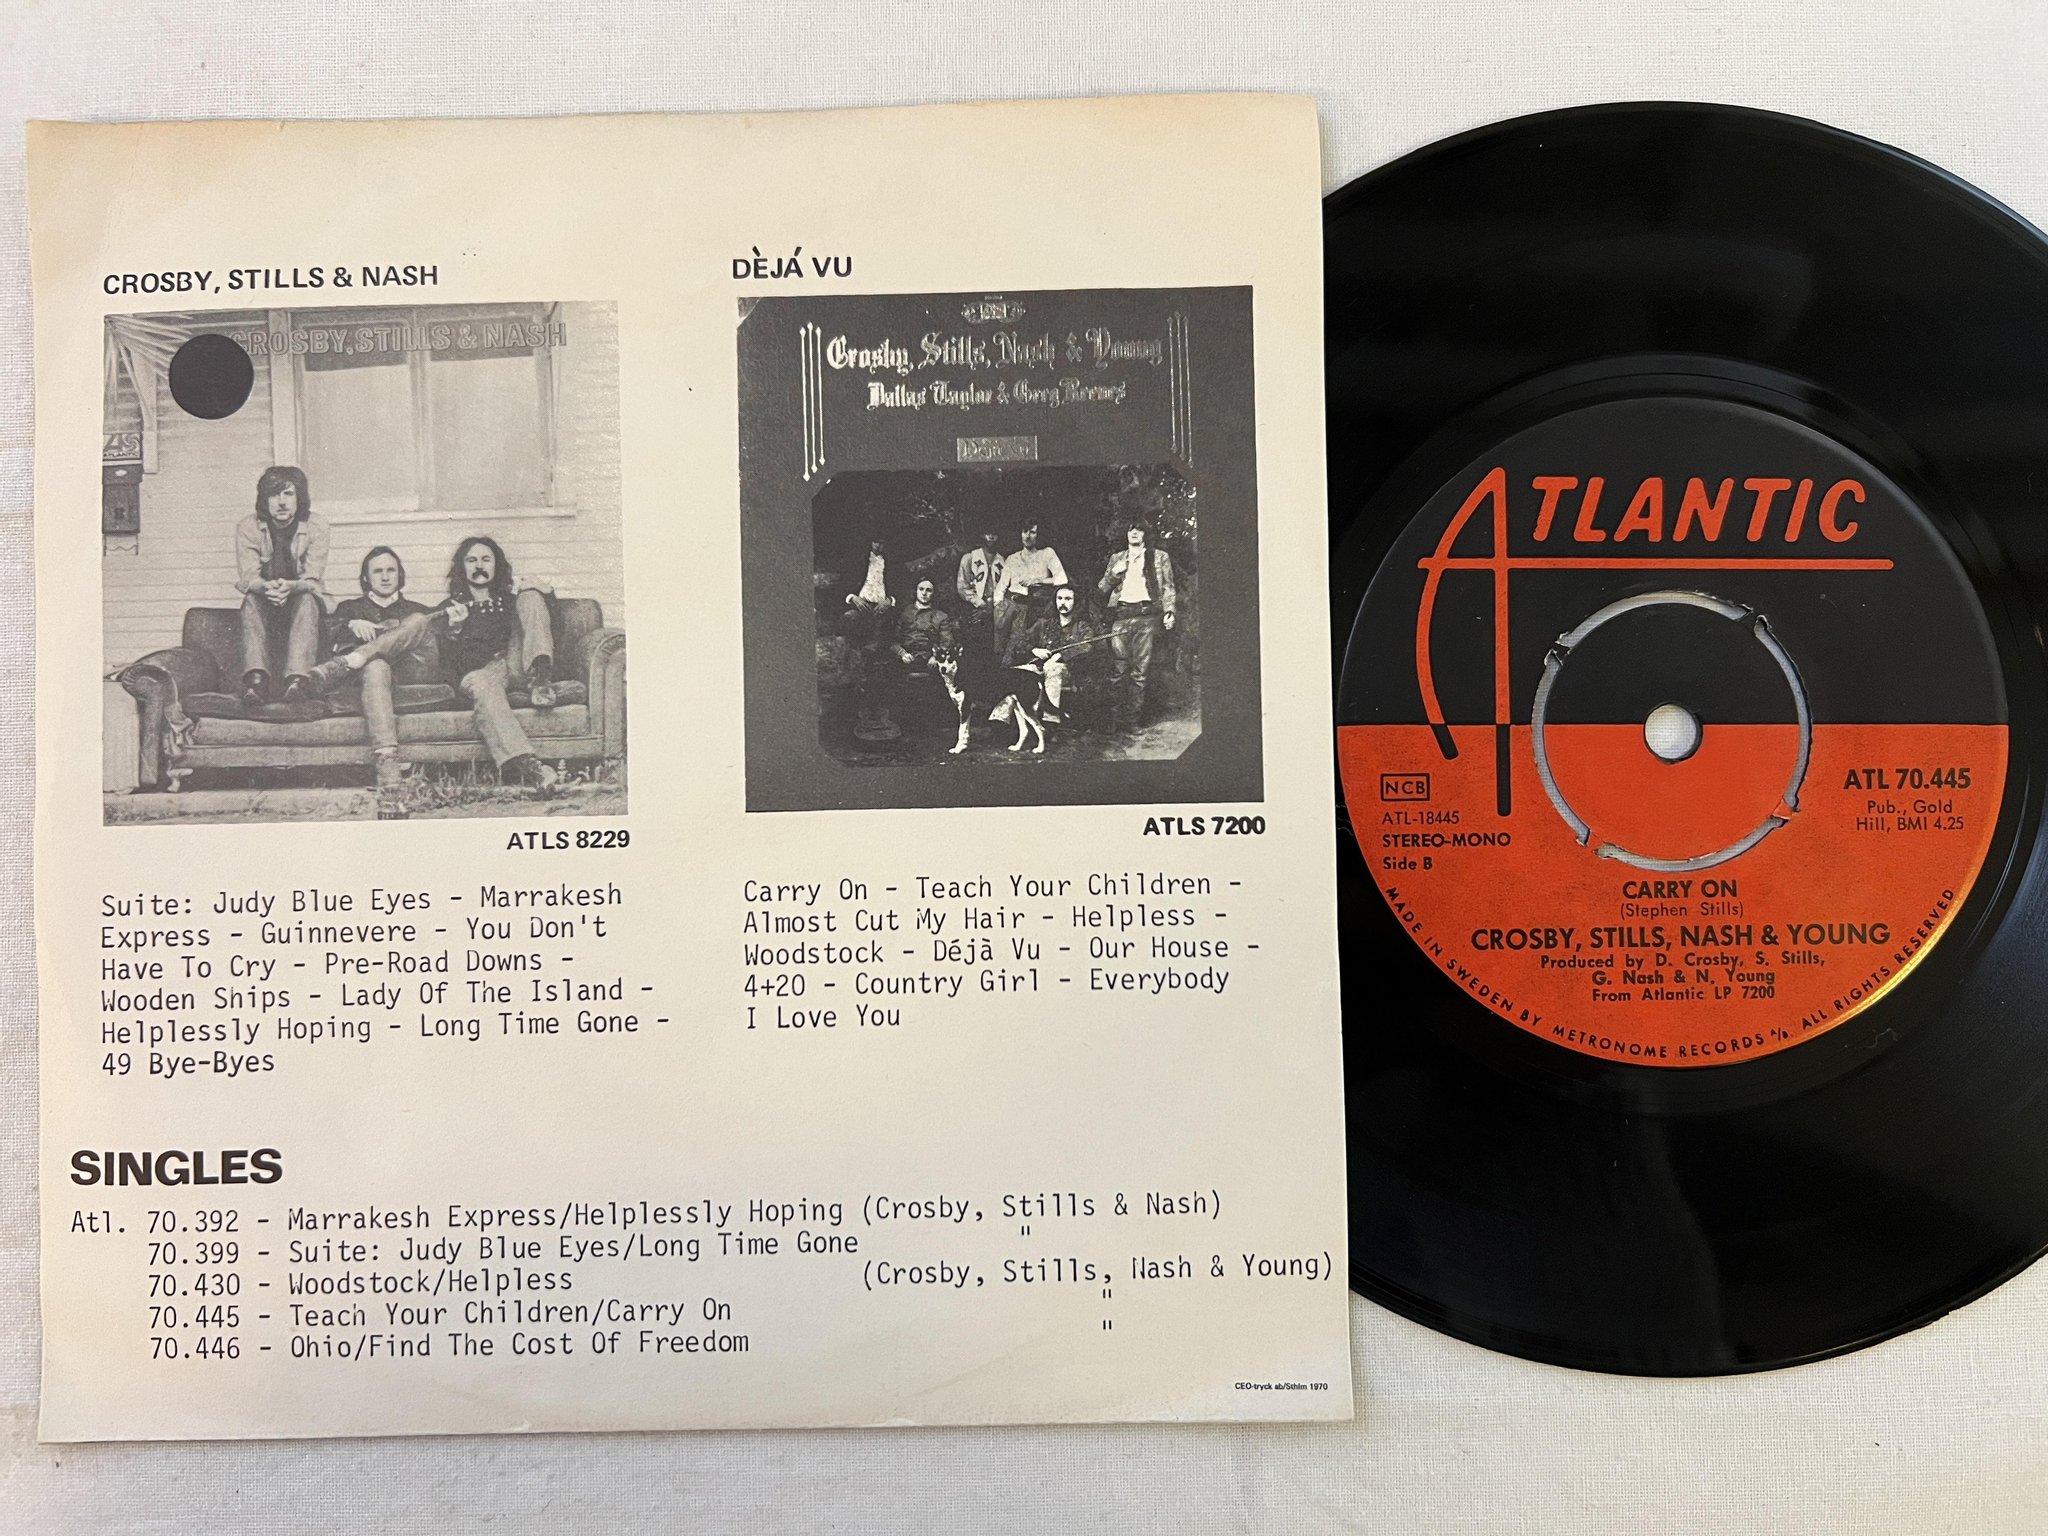 CROSBY, STILLS & NASH
CROSBY, STILLS & NASH
ATLANTIC
ATLS 8229
Suite: Judy Blue Eyes - Marrakesh
Express - Guinnevere - You Don't
Have To Cry - Pre-Road Downs -
Wooden Ships - Lady Of The Island -
Helplessly Hoping - Long Time Gone -
49 Bye-Byes
DÈJÁ VU
Crosby, Stills, Nash & Young
Dallas Taylor & Greg Reeves
Déjà vu
ATLS 7200
Carry On - Teach Your Children -
Almost Cut My Hair - Helpless -
Woodstock - Déjà Vu - Our House -
4+20 - Country Girl - Everybody
I Love You
SINGLES
Atl. 70.392 - Marrakesh Express/Helplessly Hoping (Crosby, Stills & Nash)
70.399 - Suite: Judy Blue Eyes/Long Time Gone "
70.430 - Woodstock/Helpless (Crosby, Stills, Nash & Young)
70.445 - Teach Your Children/Carry On "
70.446 - Ohio/Find The Cost Of Freedom "
CEO-tryck ab/Sthlm 1970
ATLANTIC
NCB
ATL-18445
STEREO-MONO
Side B
ATL 70.445
Pub., Gold
Hill, BMI 4.25
CARRY ON
(Stephen Stills)
CROSBY, STILLS, NASH & YOUNG
Produced by D. Crosby, S. Stills,
G. Nash & N. Young
From Atlantic LP 7200
MADE IN SWEDEN BY METRONOME RECORDS A/B. ALL RIGHTS RESERVED